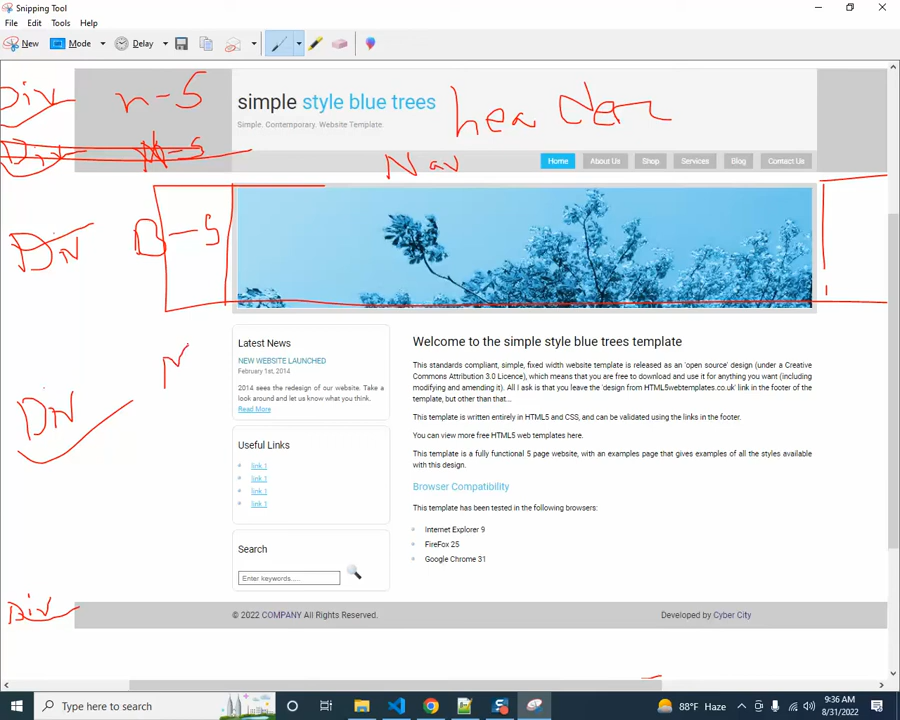 Snipping Tool
File Edit Tools Help
New Mode Delay
Div n-S
simple style blue trees
Simple. Contemporary. Website Template.
Nav
Home About Us Shop Services Blog Contact Us
B-S
Latest News
NEW WEBSITE LAUNCHED
February 1st, 2014
2014 sees the redesign of our website. Take a
look around and let us know what you think.
Read More
Useful Links
link 1
link 1
link 1
link 1
Search
Enter keywords.....
Welcome to the simple style blue trees template
This standards compliant, simple, fixed width website template is released as an 'open source' design (under a Creative
Commons Attribution 3.0 Licence), which means that you are free to download and use it for anything you want (including
modifying and amending it). All I ask is that you leave the 'design from HTML5webtemplates.co.uk' link in the footer of the
template, but other than that...
This template is written entirely in HTML5 and CSS, and can be validated using the links in the footer.
You can view more free HTML5 web templates here.
This template is a fully functional 5 page website, with an examples page that gives examples of all the styles available
with this design.
Browser Compatibility
This template has been tested in the following browsers:
Internet Explorer 9
FireFox 25
Google Chrome 31
Div
© 2022 COMPANY All Rights Reserved. Developed by Cyber City
Type here to search
88°F Haze
9:36 AM
8/31/2022